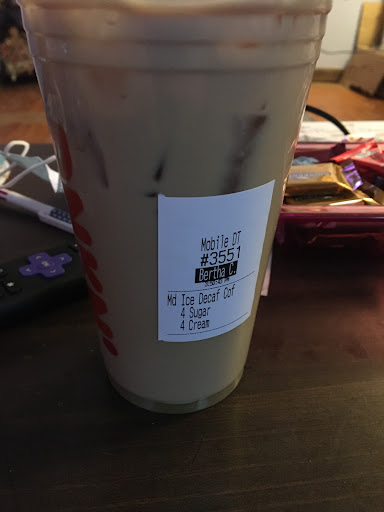 Mobile DT
#3551
Bertha C.
Md Ice Decaf Cof
4 Sugar
4 Cream